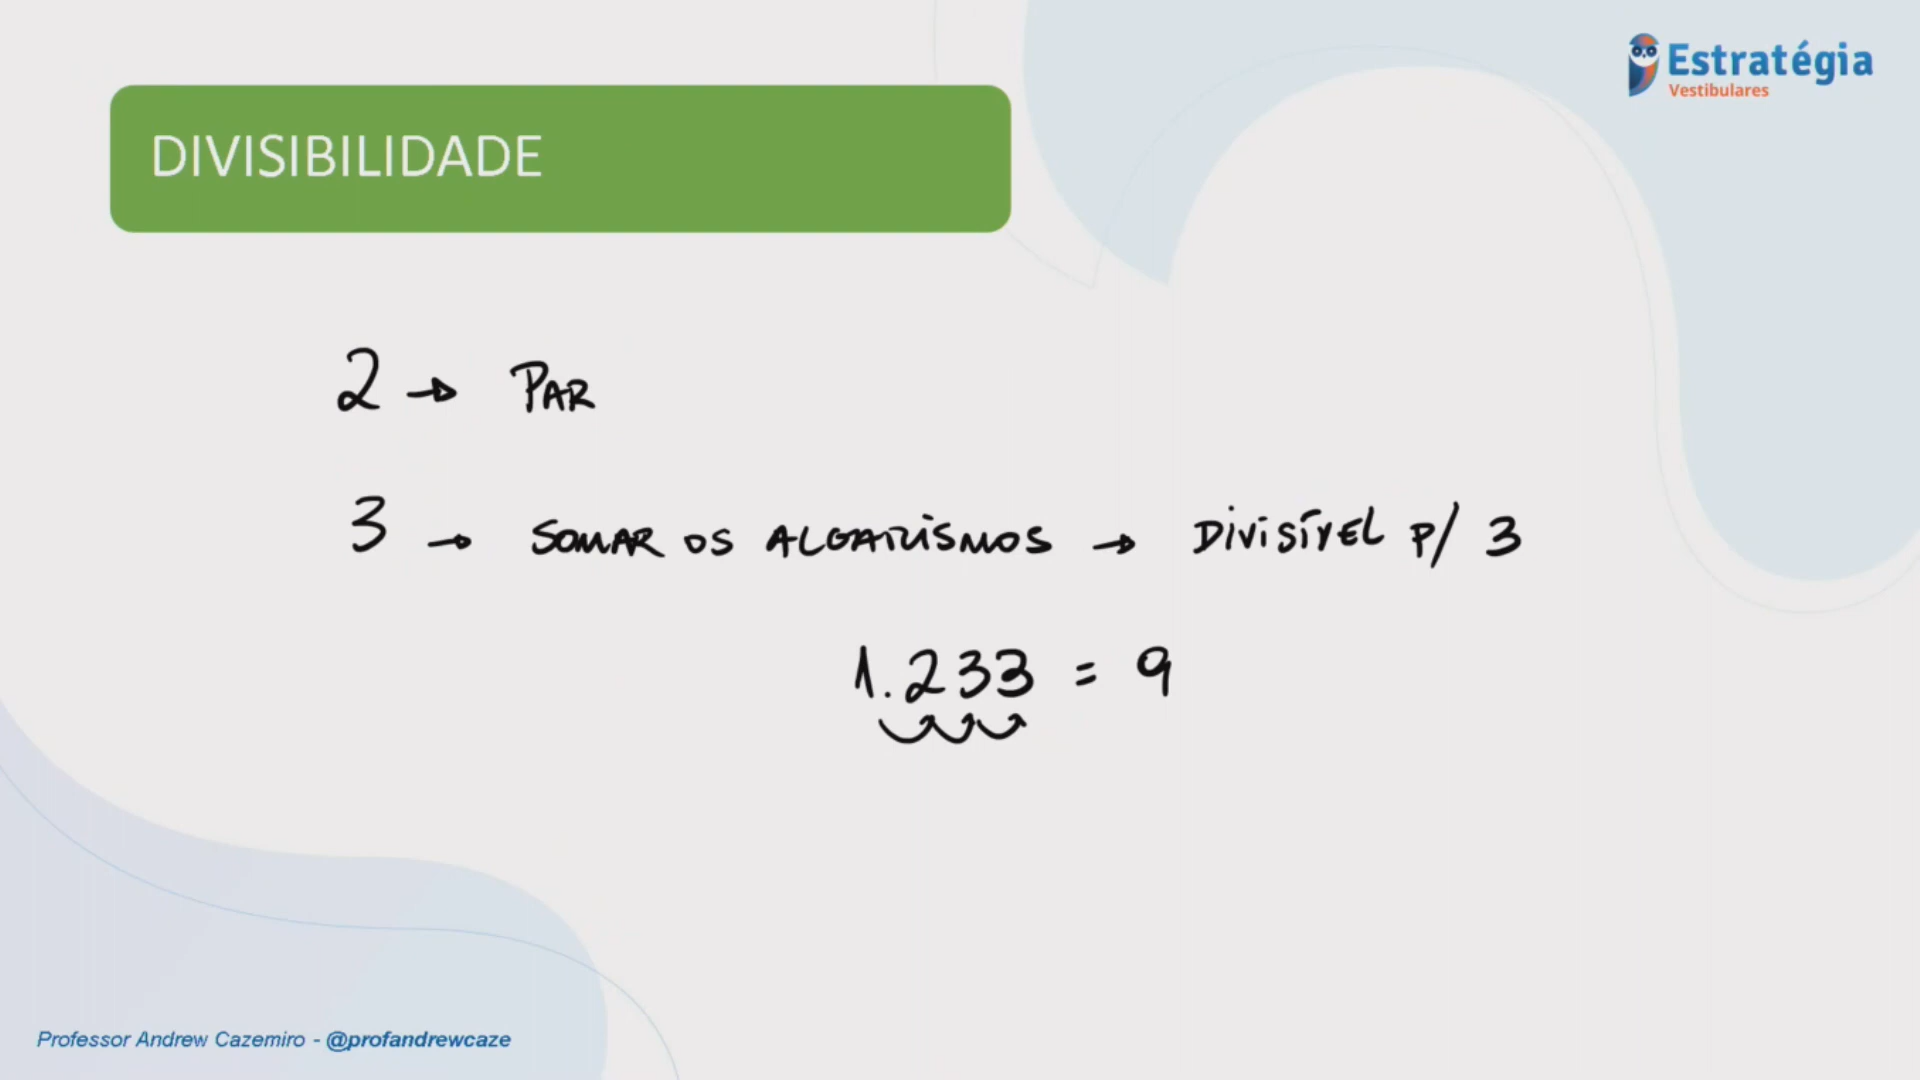 Estratégia
Vestibulares
DIVISIBILIDADE
2 → PAR
3 → SOMAR OS ALGARISMOS → DIVISÍVEL P/ 3
1.233 = 9
Professor Andrew Cazemiro - @profandrewcaze